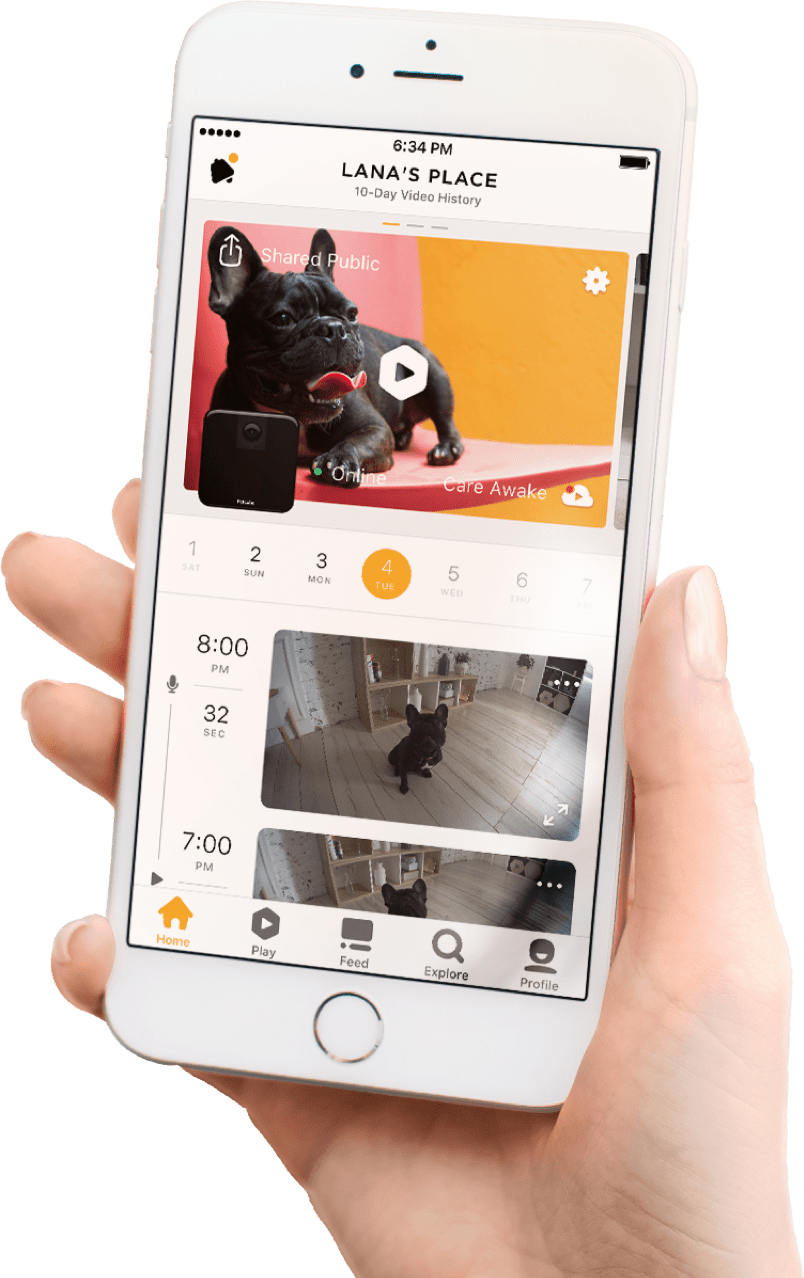 6:34 PM
LANA'S PLACE
10-Day Video History
Shared Public
Online
Care Awake
1 2 3 4 5 6 7
SAT SUN MON TUE WED THU
8:00
PM
32
SEC
7:00
PM
Home Play Feed Explore Profile